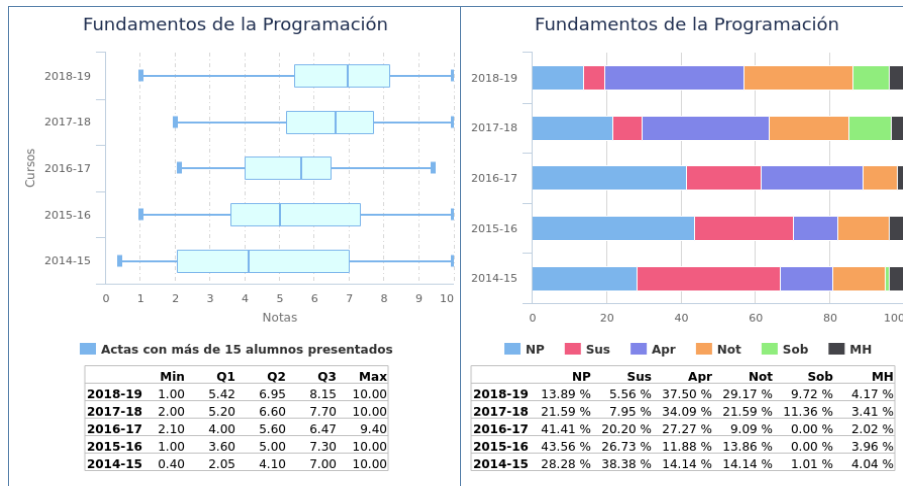 Fundamentos de la Programación
Cursos
2018-19
2017-18
2016-17
2015-16
2014-15
0 1 2 3 4 5 6 7 8 9 10
Notas
Actas con más de 15 alumnos presentados
Min Q1 Q2 Q3 Max
2018-19 1.00 5.42 6.95 8.15 10.00
2017-18 2.00 5.20 6.60 7.70 10.00
2016-17 2.10 4.00 5.60 6.47 9.40
2015-16 1.00 3.60 5.00 7.30 10.00
2014-15 0.40 2.05 4.10 7.00 10.00
Fundamentos de la Programación
2018-19
2017-18
2016-17
2015-16
2014-15
0 20 40 60 80 100
NP Sus Apr Not Sob MH
NP Sus Apr Not Sob MH
2018-19 13.89 % 5.56 % 37.50 % 29.17 % 9.72 % 4.17 %
2017-18 21.59 % 7.95 % 34.09 % 21.59 % 11.36 % 3.41 %
2016-17 41.41 % 20.20 % 27.27 % 9.09 % 0.00 % 2.02 %
2015-16 43.56 % 26.73 % 11.88 % 13.86 % 0.00 % 3.96 %
2014-15 28.28 % 38.38 % 14.14 % 14.14 % 1.01 % 4.04 %